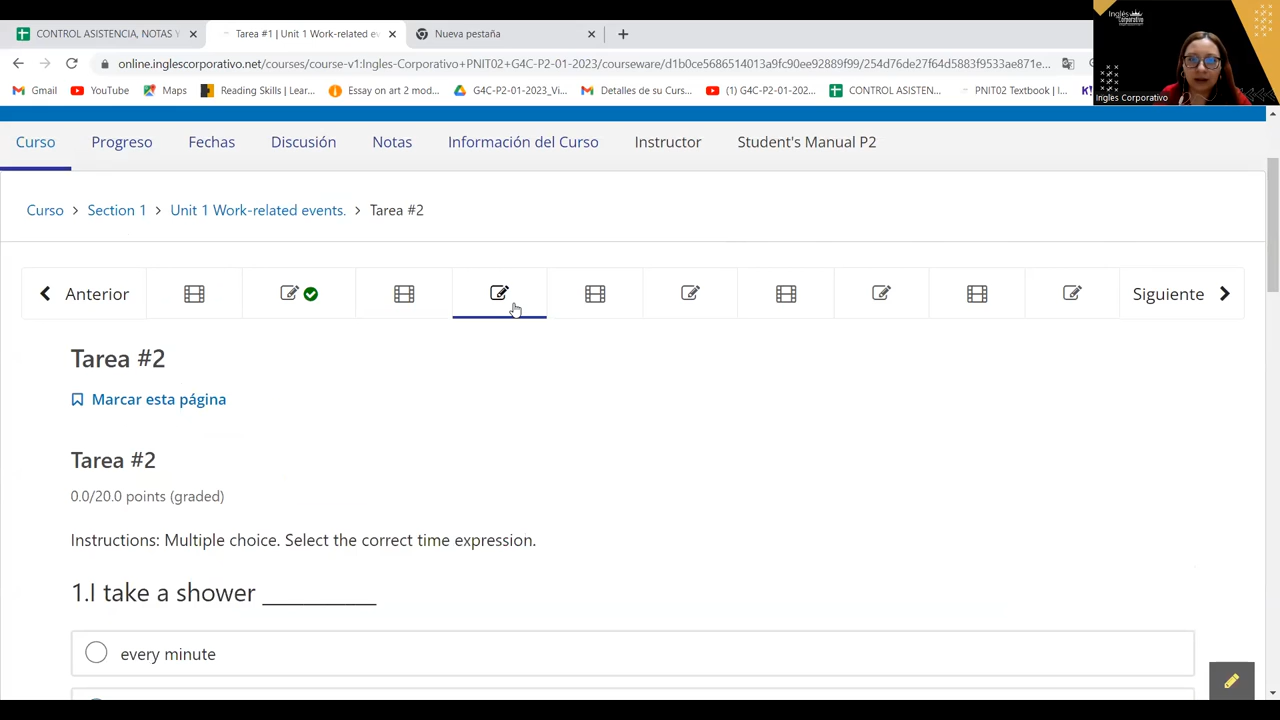 CONTROL ASISTENCIA, NOTAS Y
Tarea #1 | Unit 1 Work-related ev
Nueva pestaña
online.inglescorporativo.net/courses/course-v1:Ingles-Corporativo+PNIT02+G4C-P2-01-2023/courseware/d1b0ce5686514013a9fc90ee92889f99/254d76de27f64d5883f9533ae871e...
Gmail
YouTube
Maps
Reading Skills | Lear...
Essay on art 2 mod...
G4C-P2-01-2023_Vi...
Detalles de su Curs...
(1) G4C-P2-01-202...
CONTROL ASISTEN...
PNIT02 Textbook | I...
Inglés
Corporativo
Ingles Corporativo
Curso
Progreso
Fechas
Discusión
Notas
Información del Curso
Instructor
Student's Manual P2
Curso > Section 1 > Unit 1 Work-related events. > Tarea #2
Anterior
Siguiente
Tarea #2
Marcar esta página
Tarea #2
0.0/20.0 points (graded)
Instructions: Multiple choice. Select the correct time expression.
1.I take a shower __________
every minute